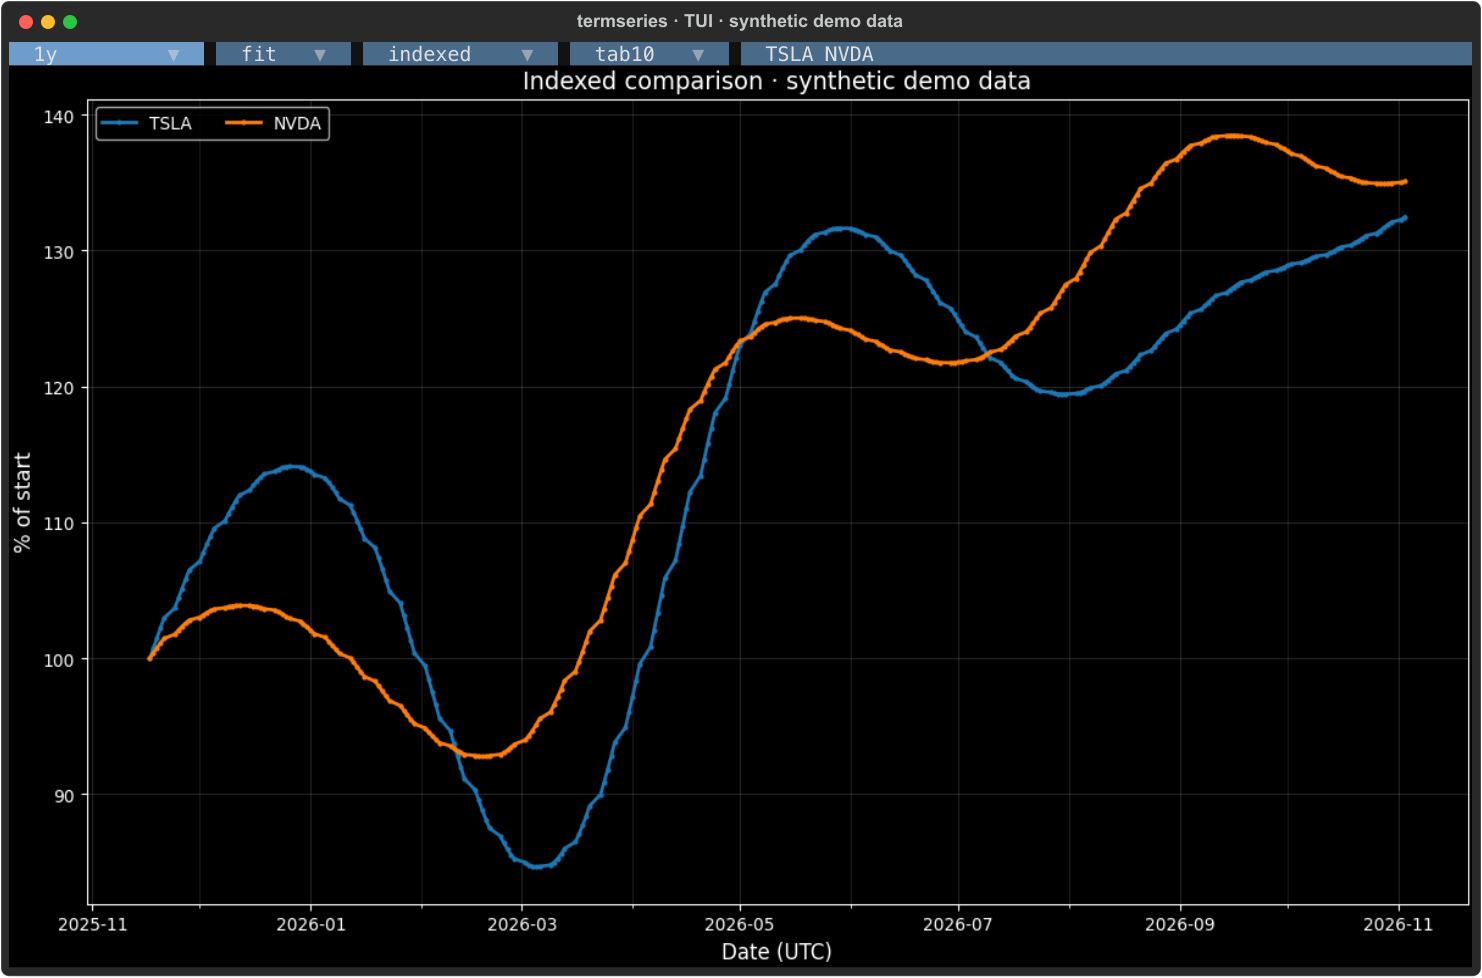 termseries · TUI · synthetic demo data
1y ▼ fit ▼ indexed ▼ tab10 ▼ TSLA NVDA
Indexed comparison · synthetic demo data
TSLA NVDA
140
130
120
110
100
90
% of start
2025-11 2026-01 2026-03 2026-05 2026-07 2026-09 2026-11
Date (UTC)